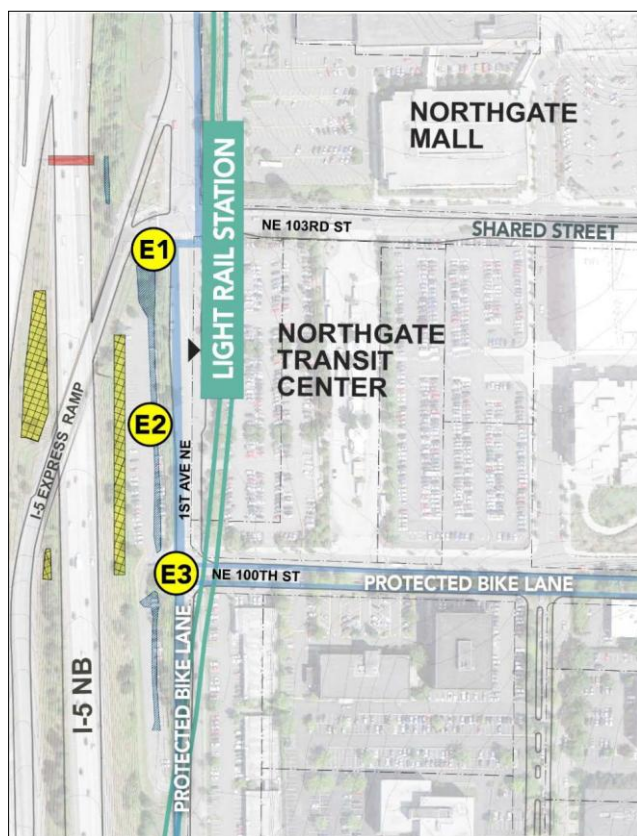 NORTHGATE
MALL
NE 103RD ST
SHARED STREET
E1
LIGHT RAIL STATION
NORTHGATE
TRANSIT
CENTER
E2
I-5 EXPRESS RAMP
1ST AVE NE
E3
NE 100TH ST
PROTECTED BIKE LANE
I-5 NB
PROTECTED BIKE LANE